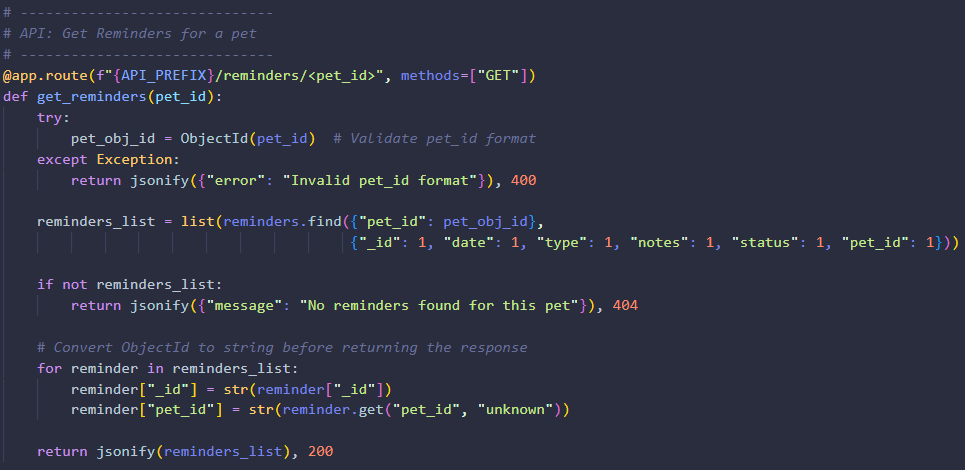 # ------------------------------
# API: Get Reminders for a pet
# ------------------------------
@app.route(f"{API_PREFIX}/reminders/<pet_id>", methods=["GET"])
def get_reminders(pet_id):
    try:
        pet_obj_id = ObjectId(pet_id)  # Validate pet_id format
    except Exception:
        return jsonify({"error": "Invalid pet_id format"}), 400

    reminders_list = list(reminders.find({"pet_id": pet_obj_id},
                                         {"_id": 1, "date": 1, "type": 1, "notes": 1, "status": 1, "pet_id": 1}))

    if not reminders_list:
        return jsonify({"message": "No reminders found for this pet"}), 404

    # Convert ObjectId to string before returning the response
    for reminder in reminders_list:
        reminder["_id"] = str(reminder["_id"])
        reminder["pet_id"] = str(reminder.get("pet_id", "unknown"))

    return jsonify(reminders_list), 200